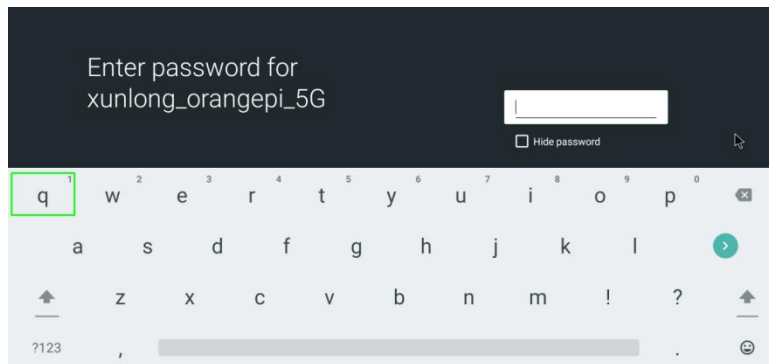 Enter password for
xunlong_orangepi_5G
Hide password
q 1 w 2 e 3 r 4 t 5 y 6 u 7 i 8 o 9 p 0
a s d f g h j k l
z x c v b n m ! ?
?123 , .